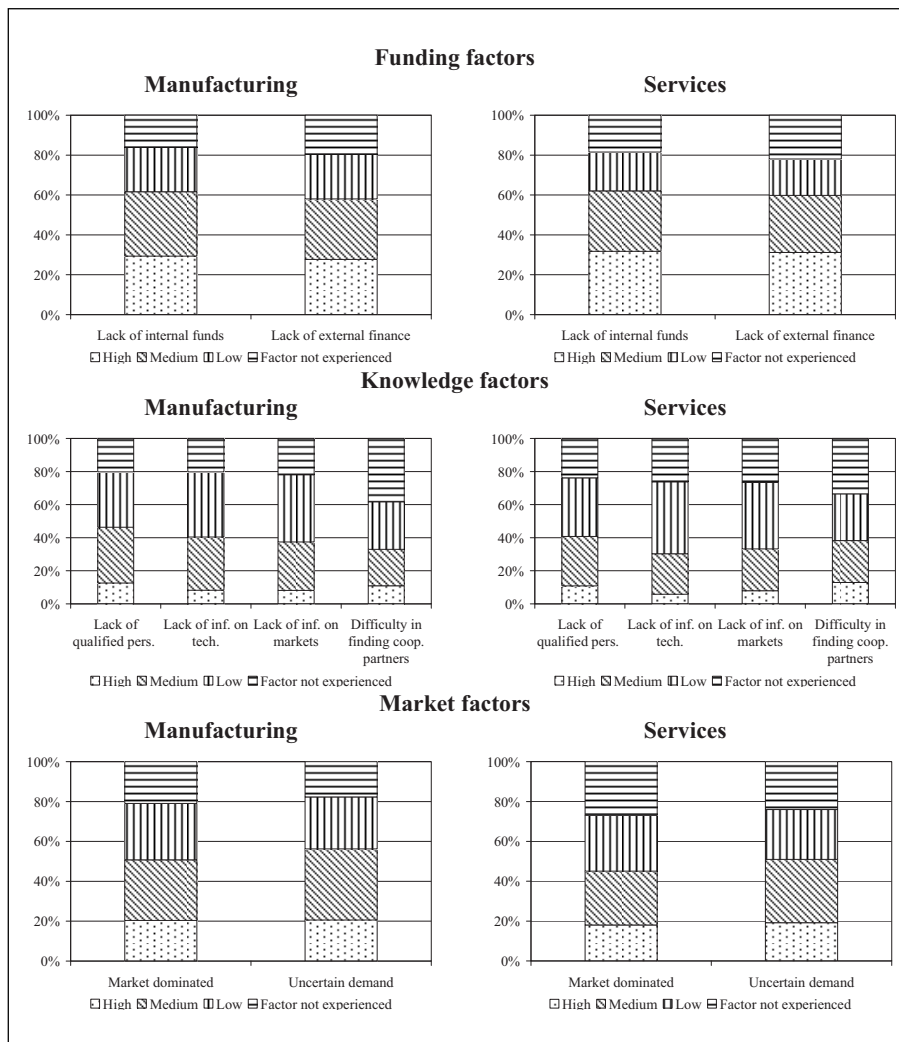 Funding factors
Manufacturing
100%
80%
60%
40%
20%
0%
Lack of internal funds Lack of external finance
High Medium Low Factor not experienced
Services
100%
80%
60%
40%
20%
0%
Lack of internal funds Lack of external finance
High Medium Low Factor not experienced
Knowledge factors
Manufacturing
100%
80%
60%
40%
20%
0%
Lack of Lack of inf. on Lack of inf. on Difficulty in
qualified pers. tech. markets finding coop.
partners
High Medium Low Factor not experienced
Services
100%
80%
60%
40%
20%
0%
Lack of Lack of inf. on Lack of inf. on Difficulty in
qualified pers. tech. markets finding coop.
partners
High Medium Low Factor not experienced
Market factors
Manufacturing
100%
80%
60%
40%
20%
0%
Market dominated Uncertain demand
High Medium Low Factor not experienced
Services
100%
80%
60%
40%
20%
0%
Market dominated Uncertain demand
High Medium Low Factor not experienced